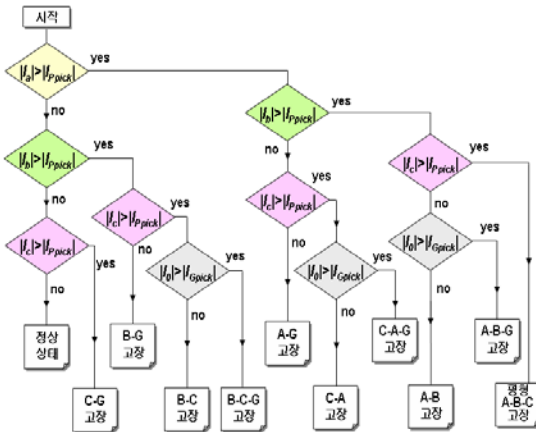 시작
|Ia|>|IPpick|
yes
no
|Ib|>|IPpick|
yes
no
|Ib|>|IPpick|
yes
no
|Ic|>|IPpick|
yes
no
|Ic|>|IPpick|
yes
no
|Ic|>|IPpick|
yes
no
|Ic|>|IPpick|
yes
no
|I0|>|IGpick|
yes
no
|I0|>|IGpick|
yes
no
|I0|>|IGpick|
yes
no
정상
상태
B-G
고장
A-G
고장
C-A-G
고장
A-B-G
고장
C-G
고장
B-C
고장
B-C-G
고장
C-A
고장
A-B
고장
평형
A-B-C
고장